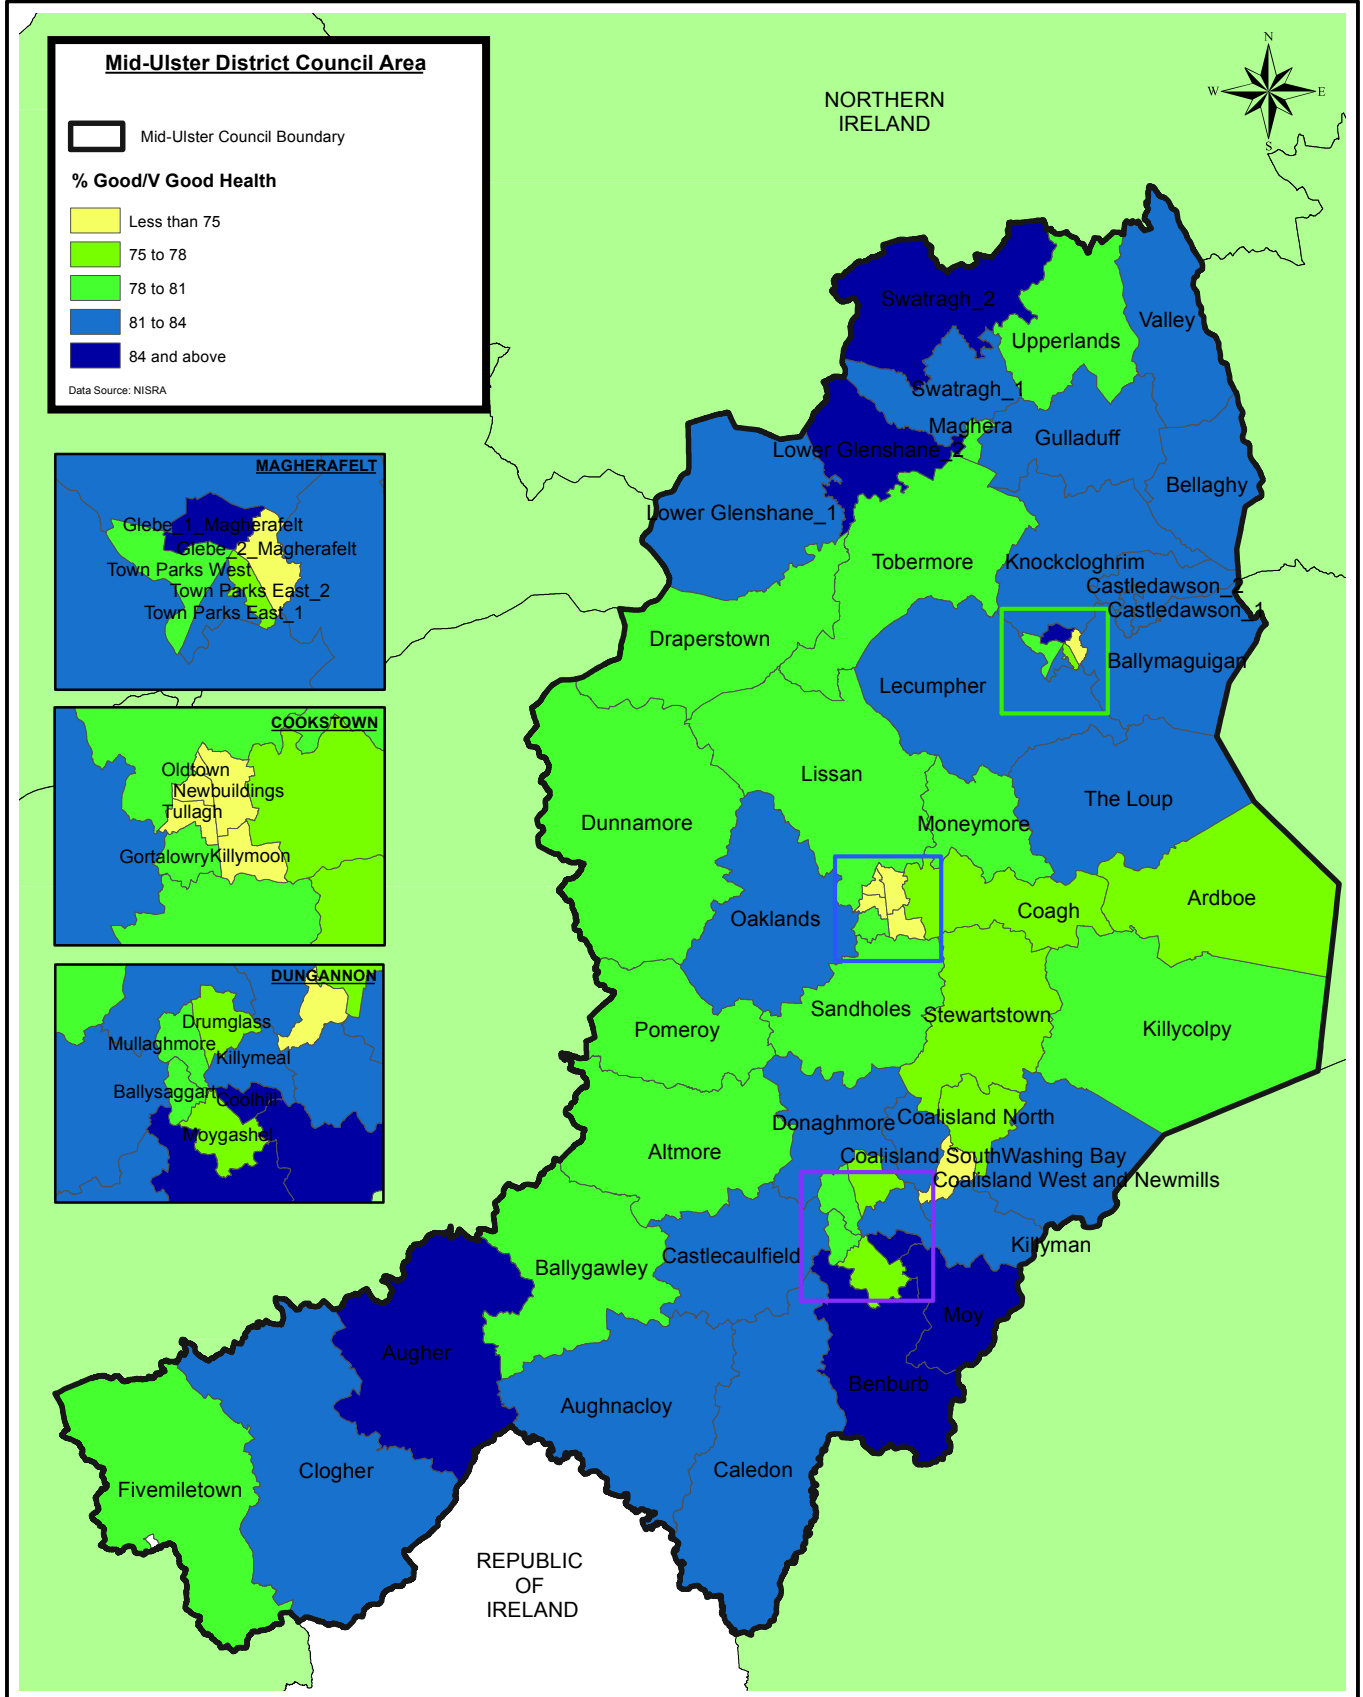 Mid-Ulster District Council Area
Mid-Ulster Council Boundary
% Good/V Good Health
Less than 75
75 to 78
78 to 81
81 to 84
84 and above
Data Source: NISRA
NORTHERN
IRELAND
N
W
E
S
Swatragh_2
Valley
Upperlands
Swatragh_1
Maghera
Gulladuff
Lower Glenshane_2
Bellaghy
Lower Glenshane_1
Tobermore
Knockcloghrim
Castledawson_2
Castledawson_1
Draperstown
Ballymaguigan
Lecumpher
Lissan
The Loup
Dunnamore
Moneymore
Ardboe
Coagh
Oaklands
Sandholes
Stewartstown
Pomeroy
Killycolpy
Coalisland North
Donaghmore
Altmore
Coalisland South
Washing Bay
Coalisland West and Newmills
Killyman
Castlecaulfield
Ballygawley
Moy
Augher
Benburb
Aughnacloy
Caledon
Clogher
Fivemiletown
REPUBLIC
OF
IRELAND
MAGHERAFELT
Glebe_1_Magherafelt
Glebe_2_Magherafelt
Town Parks West
Town Parks East_2
Town Parks East_1
COOKSTOWN
Oldtown
Newbuildings
Tullagh
Gortalowry
Killymoon
DUNGANNON
Drumglass
Mullaghmore
Killymeal
Ballysaggart
Coolhill
Moygashel